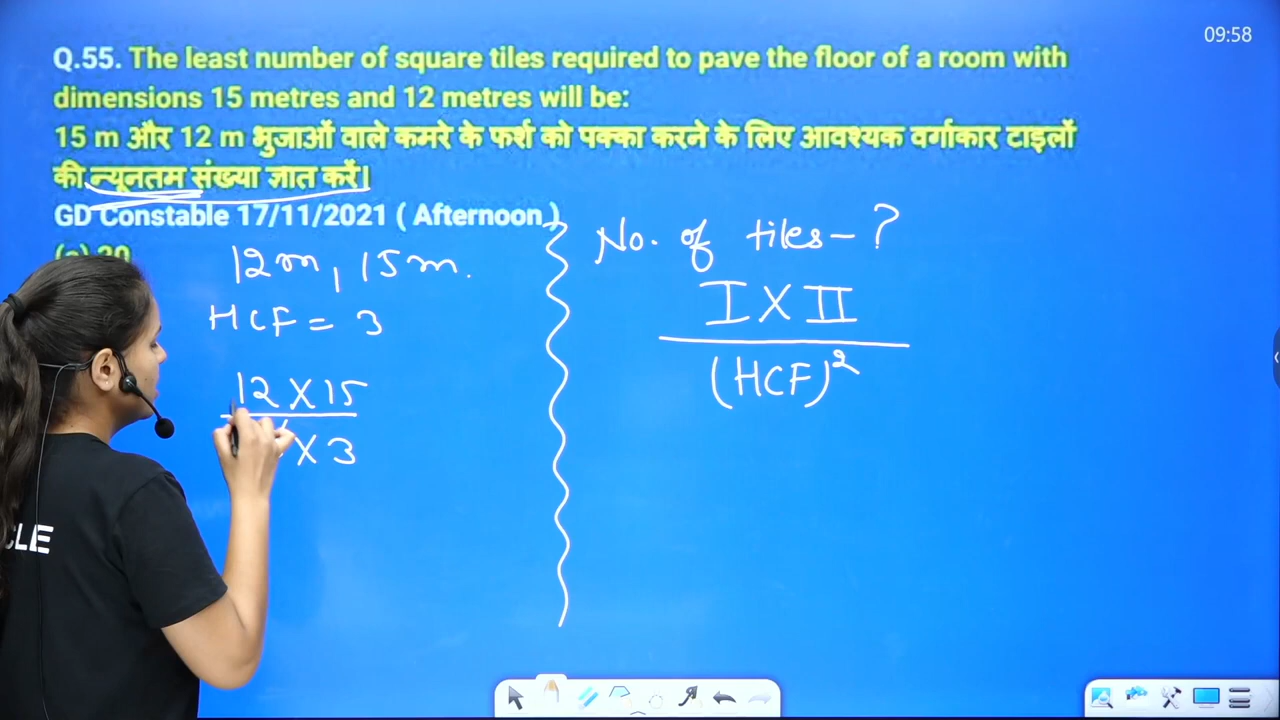 09:58
Q.55. The least number of square tiles required to pave the floor of a room with
dimensions 15 metres and 12 metres will be:
15 m और 12 m भुजाओं वाले कमरे के फर्श को पक्का करने के लिए आवश्यक वर्गाकार टाइलों
की न्यूनतम संख्या ज्ञात करें।
GD Constable 17/11/2021 ( Afternoon )
12m, 15m.
HCF = 3
12 X 15
X 3
No. of tiles - ?
I X II
(HCF)2
CLE